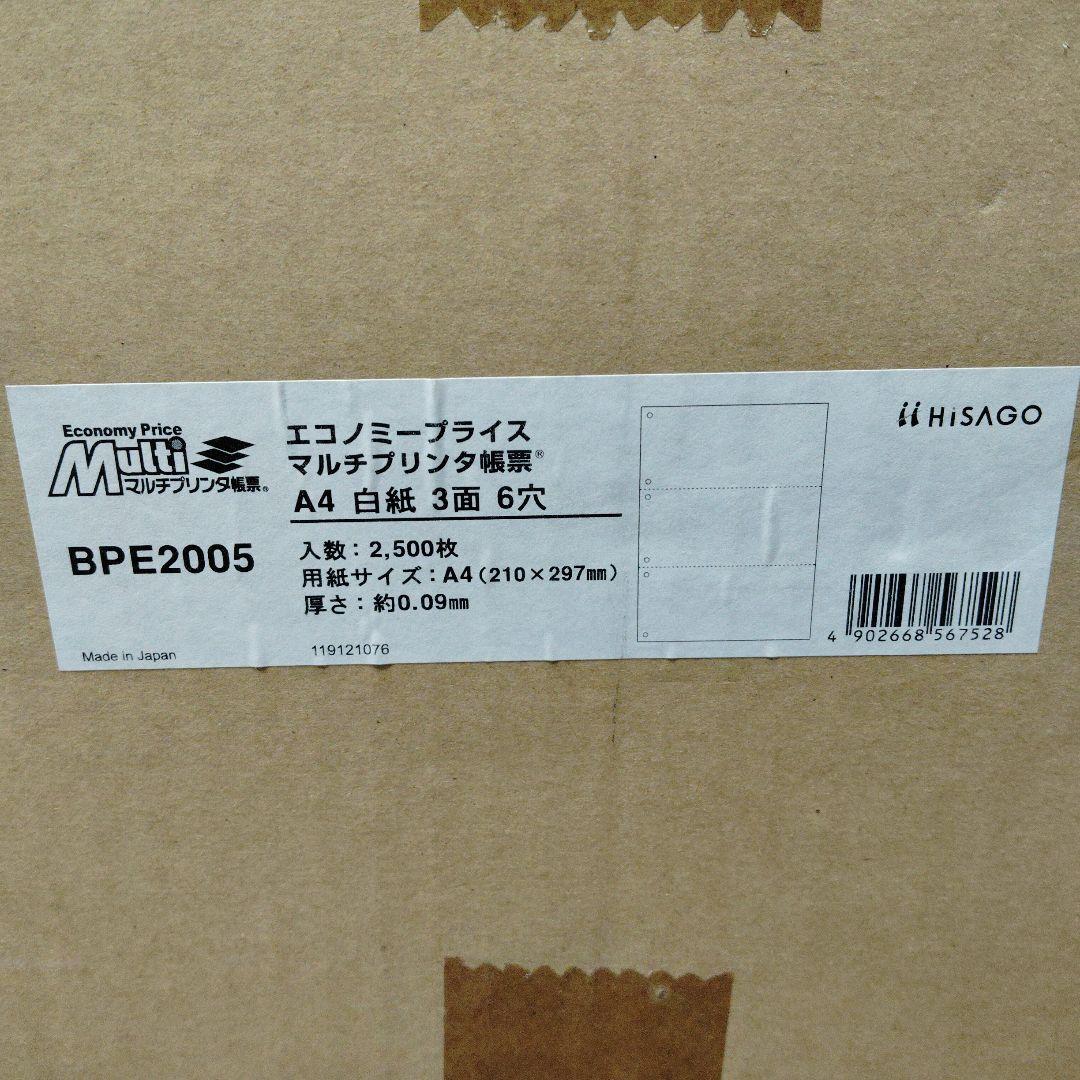 Economy Price
Multi
マルチプリンタ帳票®
BPE2005
Made in Japan
エコノミープライス
マルチプリンタ帳票®
A4 白紙 3面 6穴
入数：2,500枚
用紙サイズ：A4（210×297㎜）
厚さ：約0.09㎜
119121076
HiSAGO
4 902668 567528